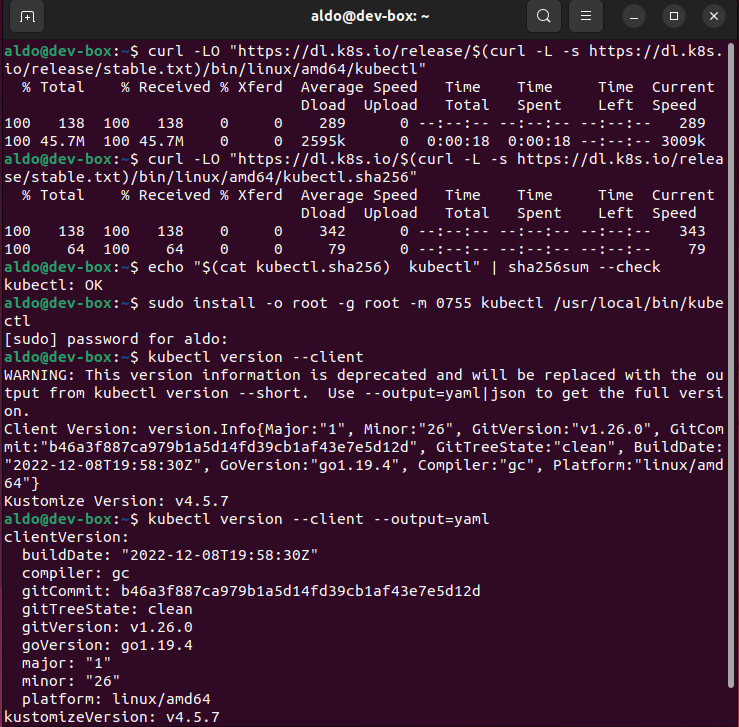 aldo@dev-box: ~
aldo@dev-box:~$ curl -LO "https://dl.k8s.io/release/$(curl -L -s https://dl.k8s.
io/release/stable.txt)/bin/linux/amd64/kubectl"
  % Total    % Received % Xferd  Average Speed   Time    Time     Time  Current
                                 Dload  Upload   Total   Spent    Left  Speed
100   138  100   138    0     0    289      0 --:--:-- --:--:-- --:--:--   289
100 45.7M  100 45.7M    0     0  2595k      0  0:00:18  0:00:18 --:--:-- 3009k
aldo@dev-box:~$ curl -LO "https://dl.k8s.io/$(curl -L -s https://dl.k8s.io/relea
se/stable.txt)/bin/linux/amd64/kubectl.sha256"
  % Total    % Received % Xferd  Average Speed   Time    Time     Time  Current
                                 Dload  Upload   Total   Spent    Left  Speed
100   138  100   138    0     0    342      0 --:--:-- --:--:-- --:--:--   343
100    64  100    64    0     0     79      0 --:--:-- --:--:-- --:--:--    79
aldo@dev-box:~$ echo "$(cat kubectl.sha256)  kubectl" | sha256sum --check
kubectl: OK
aldo@dev-box:~$ sudo install -o root -g root -m 0755 kubectl /usr/local/bin/kube
ctl
[sudo] password for aldo:
aldo@dev-box:~$ kubectl version --client
WARNING: This version information is deprecated and will be replaced with the ou
tput from kubectl version --short.  Use --output=yaml|json to get the full versi
on.
Client Version: version.Info{Major:"1", Minor:"26", GitVersion:"v1.26.0", GitCom
mit:"b46a3f887ca979b1a5d14fd39cb1af43e7e5d12d", GitTreeState:"clean", BuildDate:
"2022-12-08T19:58:30Z", GoVersion:"go1.19.4", Compiler:"gc", Platform:"linux/amd
64"}
Kustomize Version: v4.5.7
aldo@dev-box:~$ kubectl version --client --output=yaml
clientVersion:
  buildDate: "2022-12-08T19:58:30Z"
  compiler: gc
  gitCommit: b46a3f887ca979b1a5d14fd39cb1af43e7e5d12d
  gitTreeState: clean
  gitVersion: v1.26.0
  goVersion: go1.19.4
  major: "1"
  minor: "26"
  platform: linux/amd64
kustomizeVersion: v4.5.7